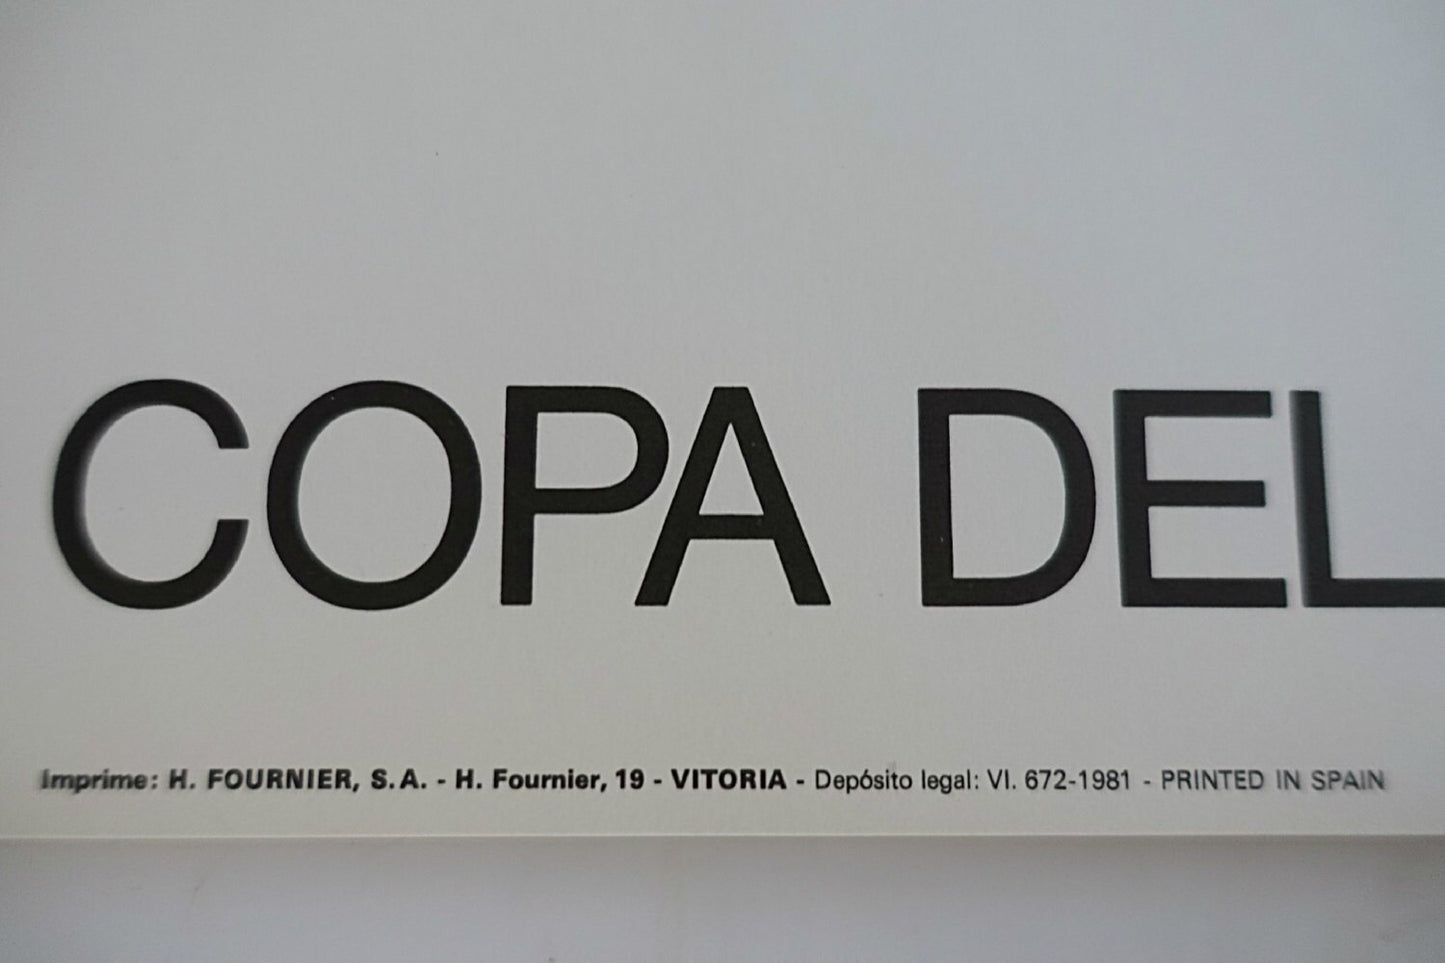 COPA DEL
Imprime: H. FOURNIER, S.A. - H. Fournier, 19 - VITORIA - Depósito legal: VI. 672-1981 - PRINTED IN SPAIN